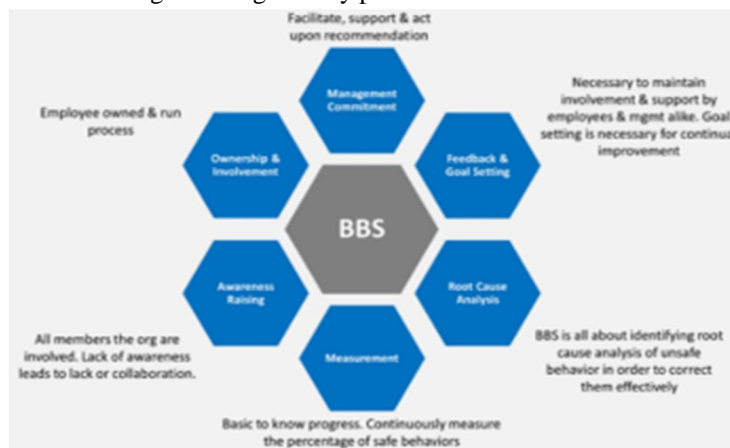 Facilitate, support & act
upon recommendation
Management
Commitment
Necessary to maintain
involvement & support by
employees & mgmt alike. Goal
setting is necessary for continual
improvement
Employee owned & run
process
Ownership &
Involvement
Feedback &
Goal Setting
BBS
Awareness
Raising
Root Cause
Analysis
All members the org are
involved. Lack of awareness
leads to lack or collaboration.
BBS is all about identifying root
cause analysis of unsafe
behavior in order to correct
them effectively
Measurement
Basic to know progress. Continuously measure
the percentage of safe behaviors